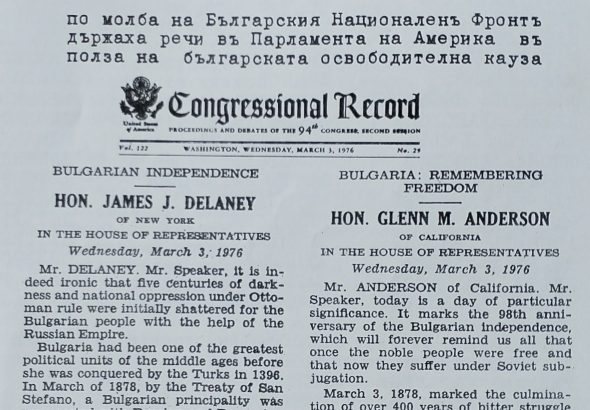 по молба на Българския Националенъ Фронтъ
държаха речи въ Парламента на Америка въ
полза на българската освободителна кауза
United States
of America
Congressional Record
PROCEEDINGS AND DEBATES OF THE 94th CONGRESS, SECOND SESSION
Vol. 122 WASHINGTON, WEDNESDAY, MARCH 3, 1976 No. 29
BULGARIAN INDEPENDENCE
HON. JAMES J. DELANEY
OF NEW YORK
IN THE HOUSE OF REPRESENTATIVES
Wednesday, March 3, 1976
Mr. DELANEY. Mr. Speaker, it is in-
deed ironic that five centuries of dark-
ness and national oppression under Otto-
man rule were initially shattered for the
Bulgarian people with the help of the
Russian Empire.
Bulgaria had been one of the greatest
political units of the middle ages before
she was conquered by the Turks in 1396.
In March of 1878, by the Treaty of San
Stefano, a Bulgarian principality was
BULGARIA: REMEMBERING
FREEDOM
HON. GLENN M. ANDERSON
OF CALIFORNIA
IN THE HOUSE OF REPRESENTATIVES
Wednesday, March 3, 1976
Mr. ANDERSON of California. Mr.
Speaker, today is a day of particular
significance. It marks the 98th anni-
versary of the Bulgarian independence,
which will forever remind us all that
once the noble people were free and
that now they suffer under Soviet sub-
jugation.
March 3, 1878, marked the culmina-
tion of over 400 years of bitter struggle